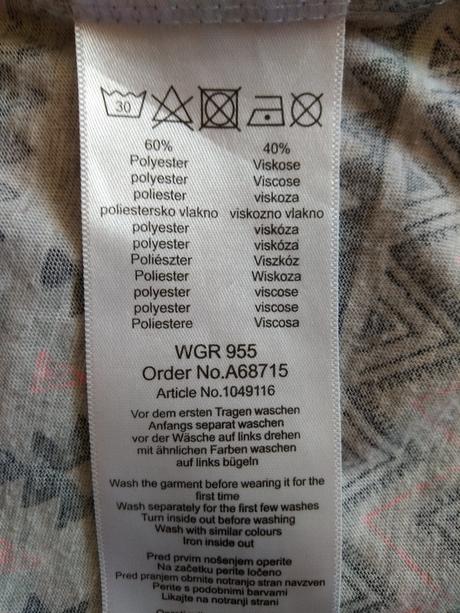 30
60% 40%
Polyester Viskose
polyester Viscose
poliester viskoza
poliestersko vlakno viskozno vlakno
polyester viskóza
polyester viskóza
Poliészter Viszkóz
Poliester Wiskoza
polyester viscose
polyester viscose
Poliestere Viscosa
WGR 955
Order No.A68715
Article No.1049116
Vor dem ersten Tragen waschen
Anfangs separat waschen
vor der Wäsche auf links drehen
mit ähnlichen Farben waschen
auf links bügeln
Wash the garment before wearing it for the
first time
Wash separately for the first few washes
Turn inside out before washing
Wash with similar colours
Iron inside out
Pred prvim nošenjem operite
Na začetku perite ločeno
Pred pranjem obrnite notranjo stran navzven
Perite s podobnimi barvami
Likajte na notranji strani